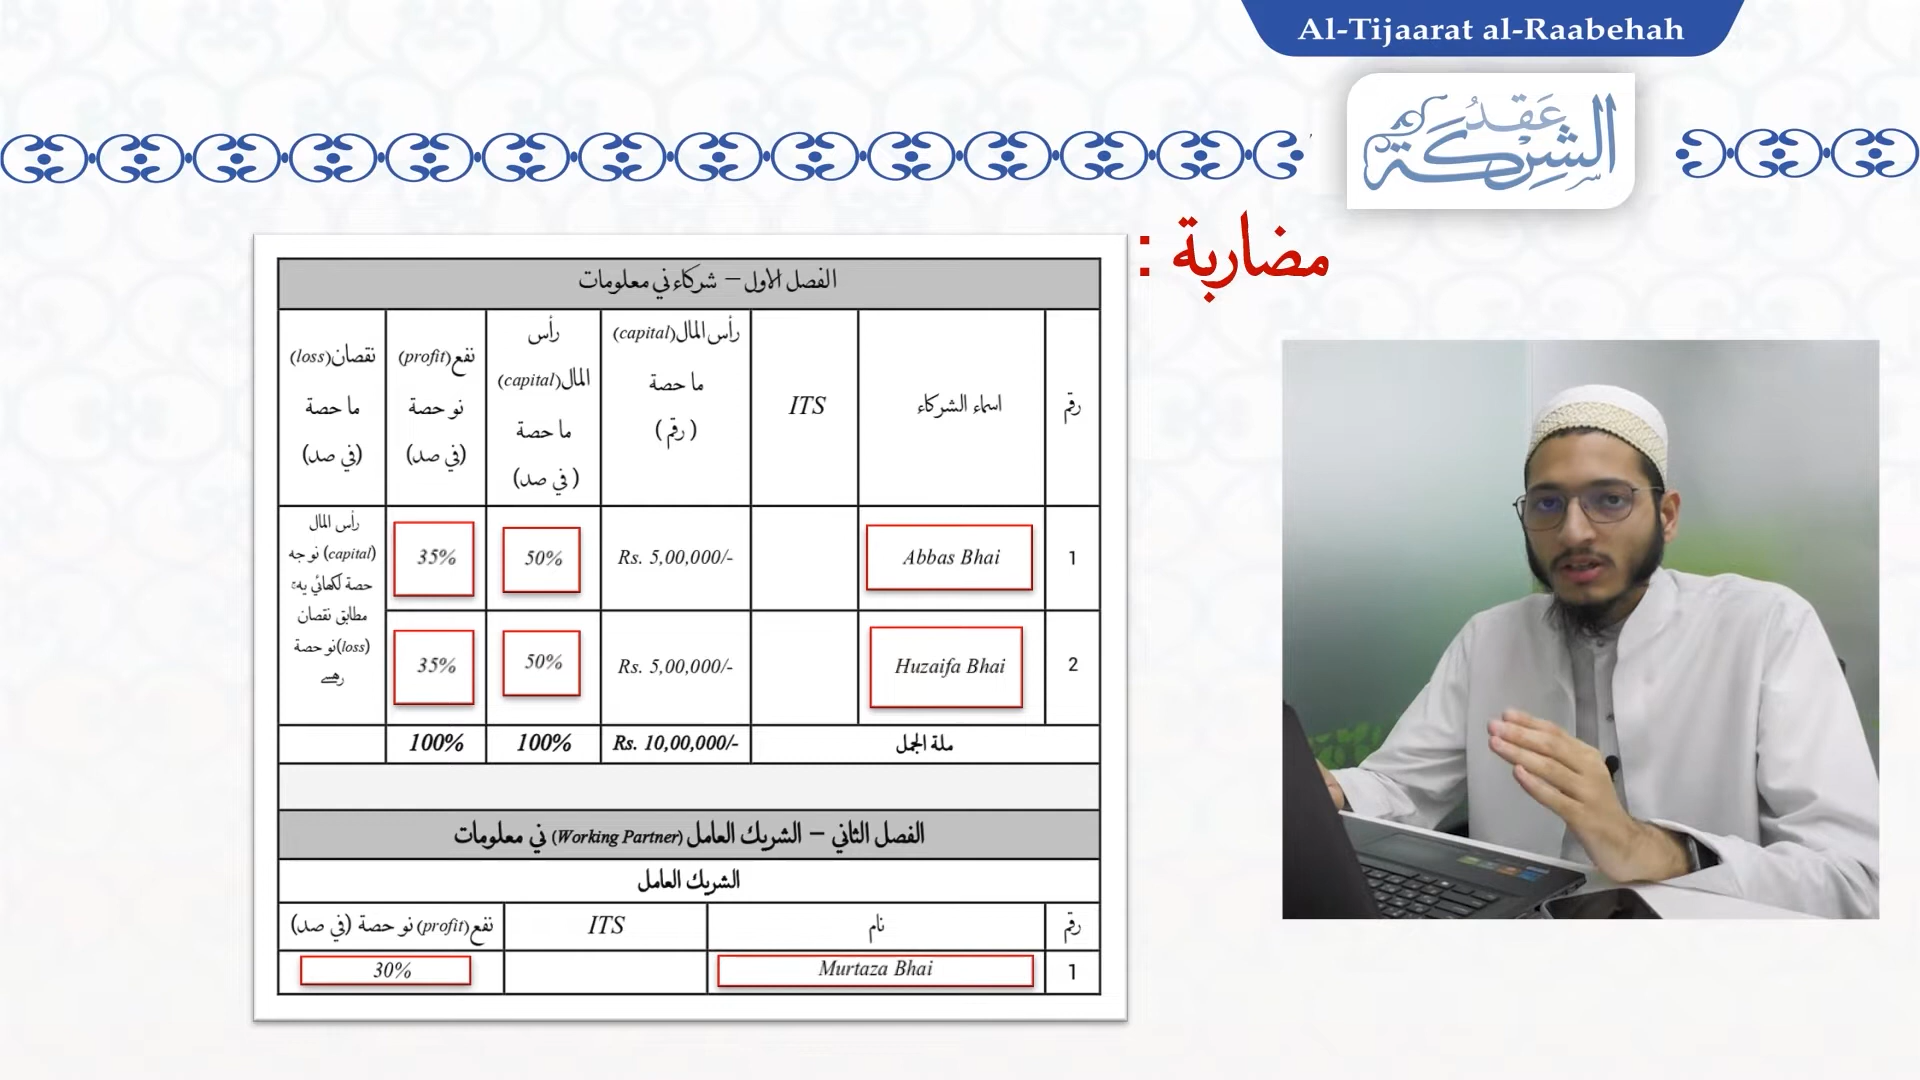 Al-Tijaarat al-Raabehah
عَقدُ الشِرْكَة
مضاربة :
الفصل الأول – شركاء ني معلومات
رقم
اسماء الشركاء
ITS
رأس المال(capital)
ما حصة
( رقم )
رأس
المال(capital)
ما حصة
( في صد)
نفع(profit)
نو حصة
(في صد)
نقصان(loss)
ما حصة
(في صد)
1
Abbas Bhai
Rs. 5,00,000/-
50%
35%
رأس المال
(capital) نو جه
حصة لكهائي يهج
مطابق نقصان
(loss)نو حصة
رهسے
2
Huzaifa Bhai
Rs. 5,00,000/-
50%
35%
ملة الجمل
Rs. 10,00,000/-
100%
100%
الفصل الثاني – الشريك العامل (Working Partner) ني معلومات
الشريك العامل
رقم
نام
ITS
نفع(profit) نو حصة (في صد)
1
Murtaza Bhai
30%